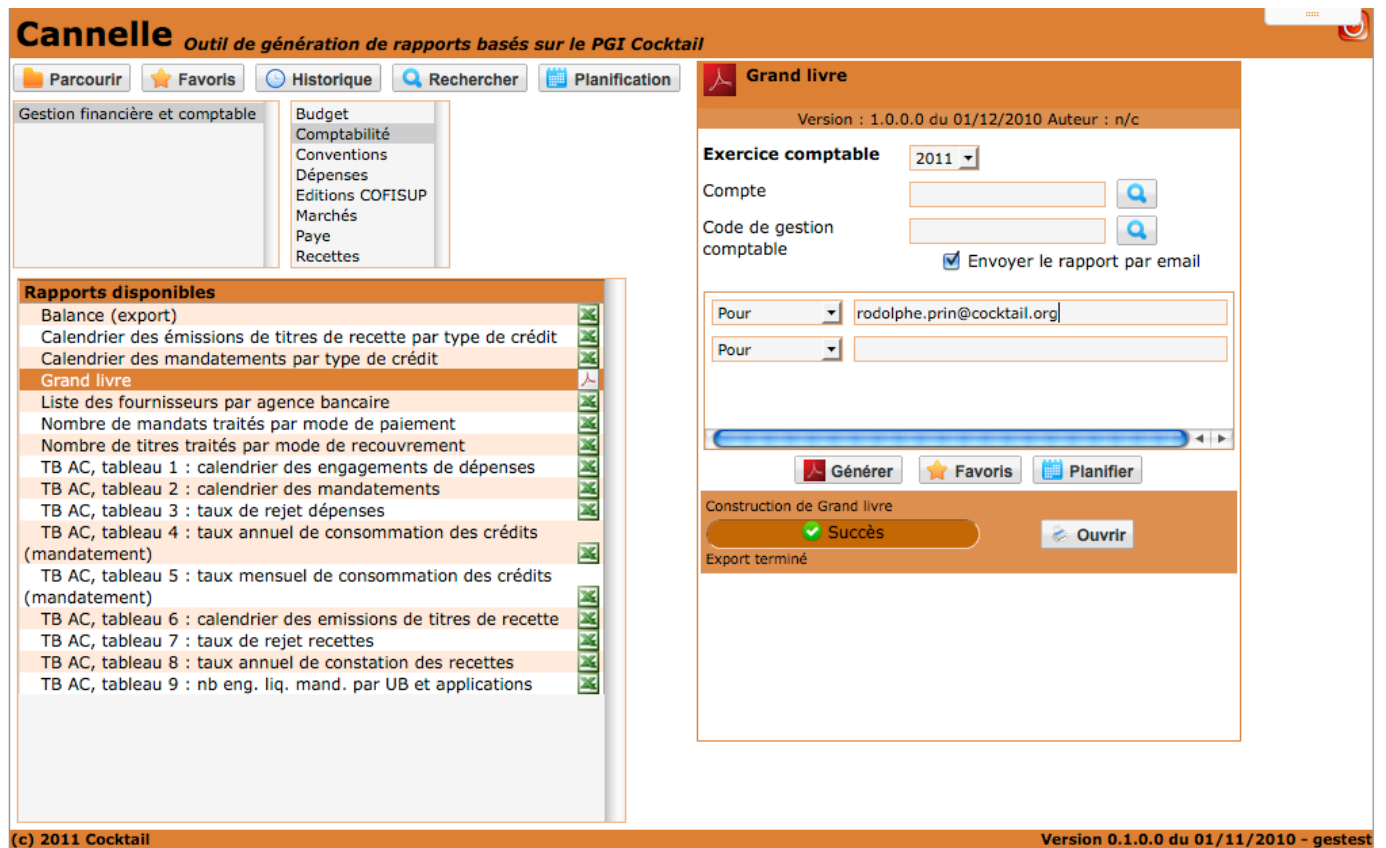 Cannelle Outil de génération de rapports basés sur le PGI Cocktail
Parcourir Favoris Historique Rechercher Planification
Gestion financière et comptable
Budget
Comptabilité
Conventions
Dépenses
Editions COFISUP
Marchés
Paye
Recettes
Rapports disponibles
Balance (export)
Calendrier des émissions de titres de recette par type de crédit
Calendrier des mandatements par type de crédit
Grand livre
Liste des fournisseurs par agence bancaire
Nombre de mandats traités par mode de paiement
Nombre de titres traités par mode de recouvrement
TB AC, tableau 1 : calendrier des engagements de dépenses
TB AC, tableau 2 : calendrier des mandatements
TB AC, tableau 3 : taux de rejet dépenses
TB AC, tableau 4 : taux annuel de consommation des crédits
(mandatement)
TB AC, tableau 5 : taux mensuel de consommation des crédits
(mandatement)
TB AC, tableau 6 : calendrier des emissions de titres de recette
TB AC, tableau 7 : taux de rejet recettes
TB AC, tableau 8 : taux annuel de constation des recettes
TB AC, tableau 9 : nb eng. liq. mand. par UB et applications
Grand livre
Version : 1.0.0.0 du 01/12/2010 Auteur : n/c
Exercice comptable 2011
Compte
Code de gestion
comptable
Envoyer le rapport par email
Pour rodolphe.prin@cocktail.org
Pour
Générer Favoris Planifier
Construction de Grand livre
Succès Ouvrir
Export terminé
(c) 2011 Cocktail Version 0.1.0.0 du 01/11/2010 - gestest